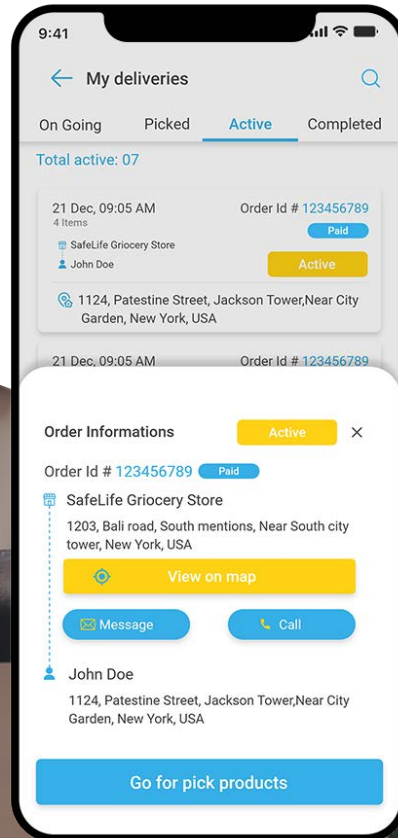 9:41
My deliveries
On Going Picked Active Completed
Total active: 07
21 Dec, 09:05 AM Order Id # 123456789
4 Items Paid
SafeLife Griocery Store
John Doe Active
1124, Patestine Street, Jackson Tower,Near City
Garden, New York, USA
21 Dec, 09:05 AM Order Id # 123456789
Order Informations Active
Order Id # 123456789 Paid
SafeLife Griocery Store
1203, Bali road, South mentions, Near South city
tower, New York, USA
View on map
Message Call
John Doe
1124, Patestine Street, Jackson Tower,Near City
Garden, New York, USA
Go for pick products